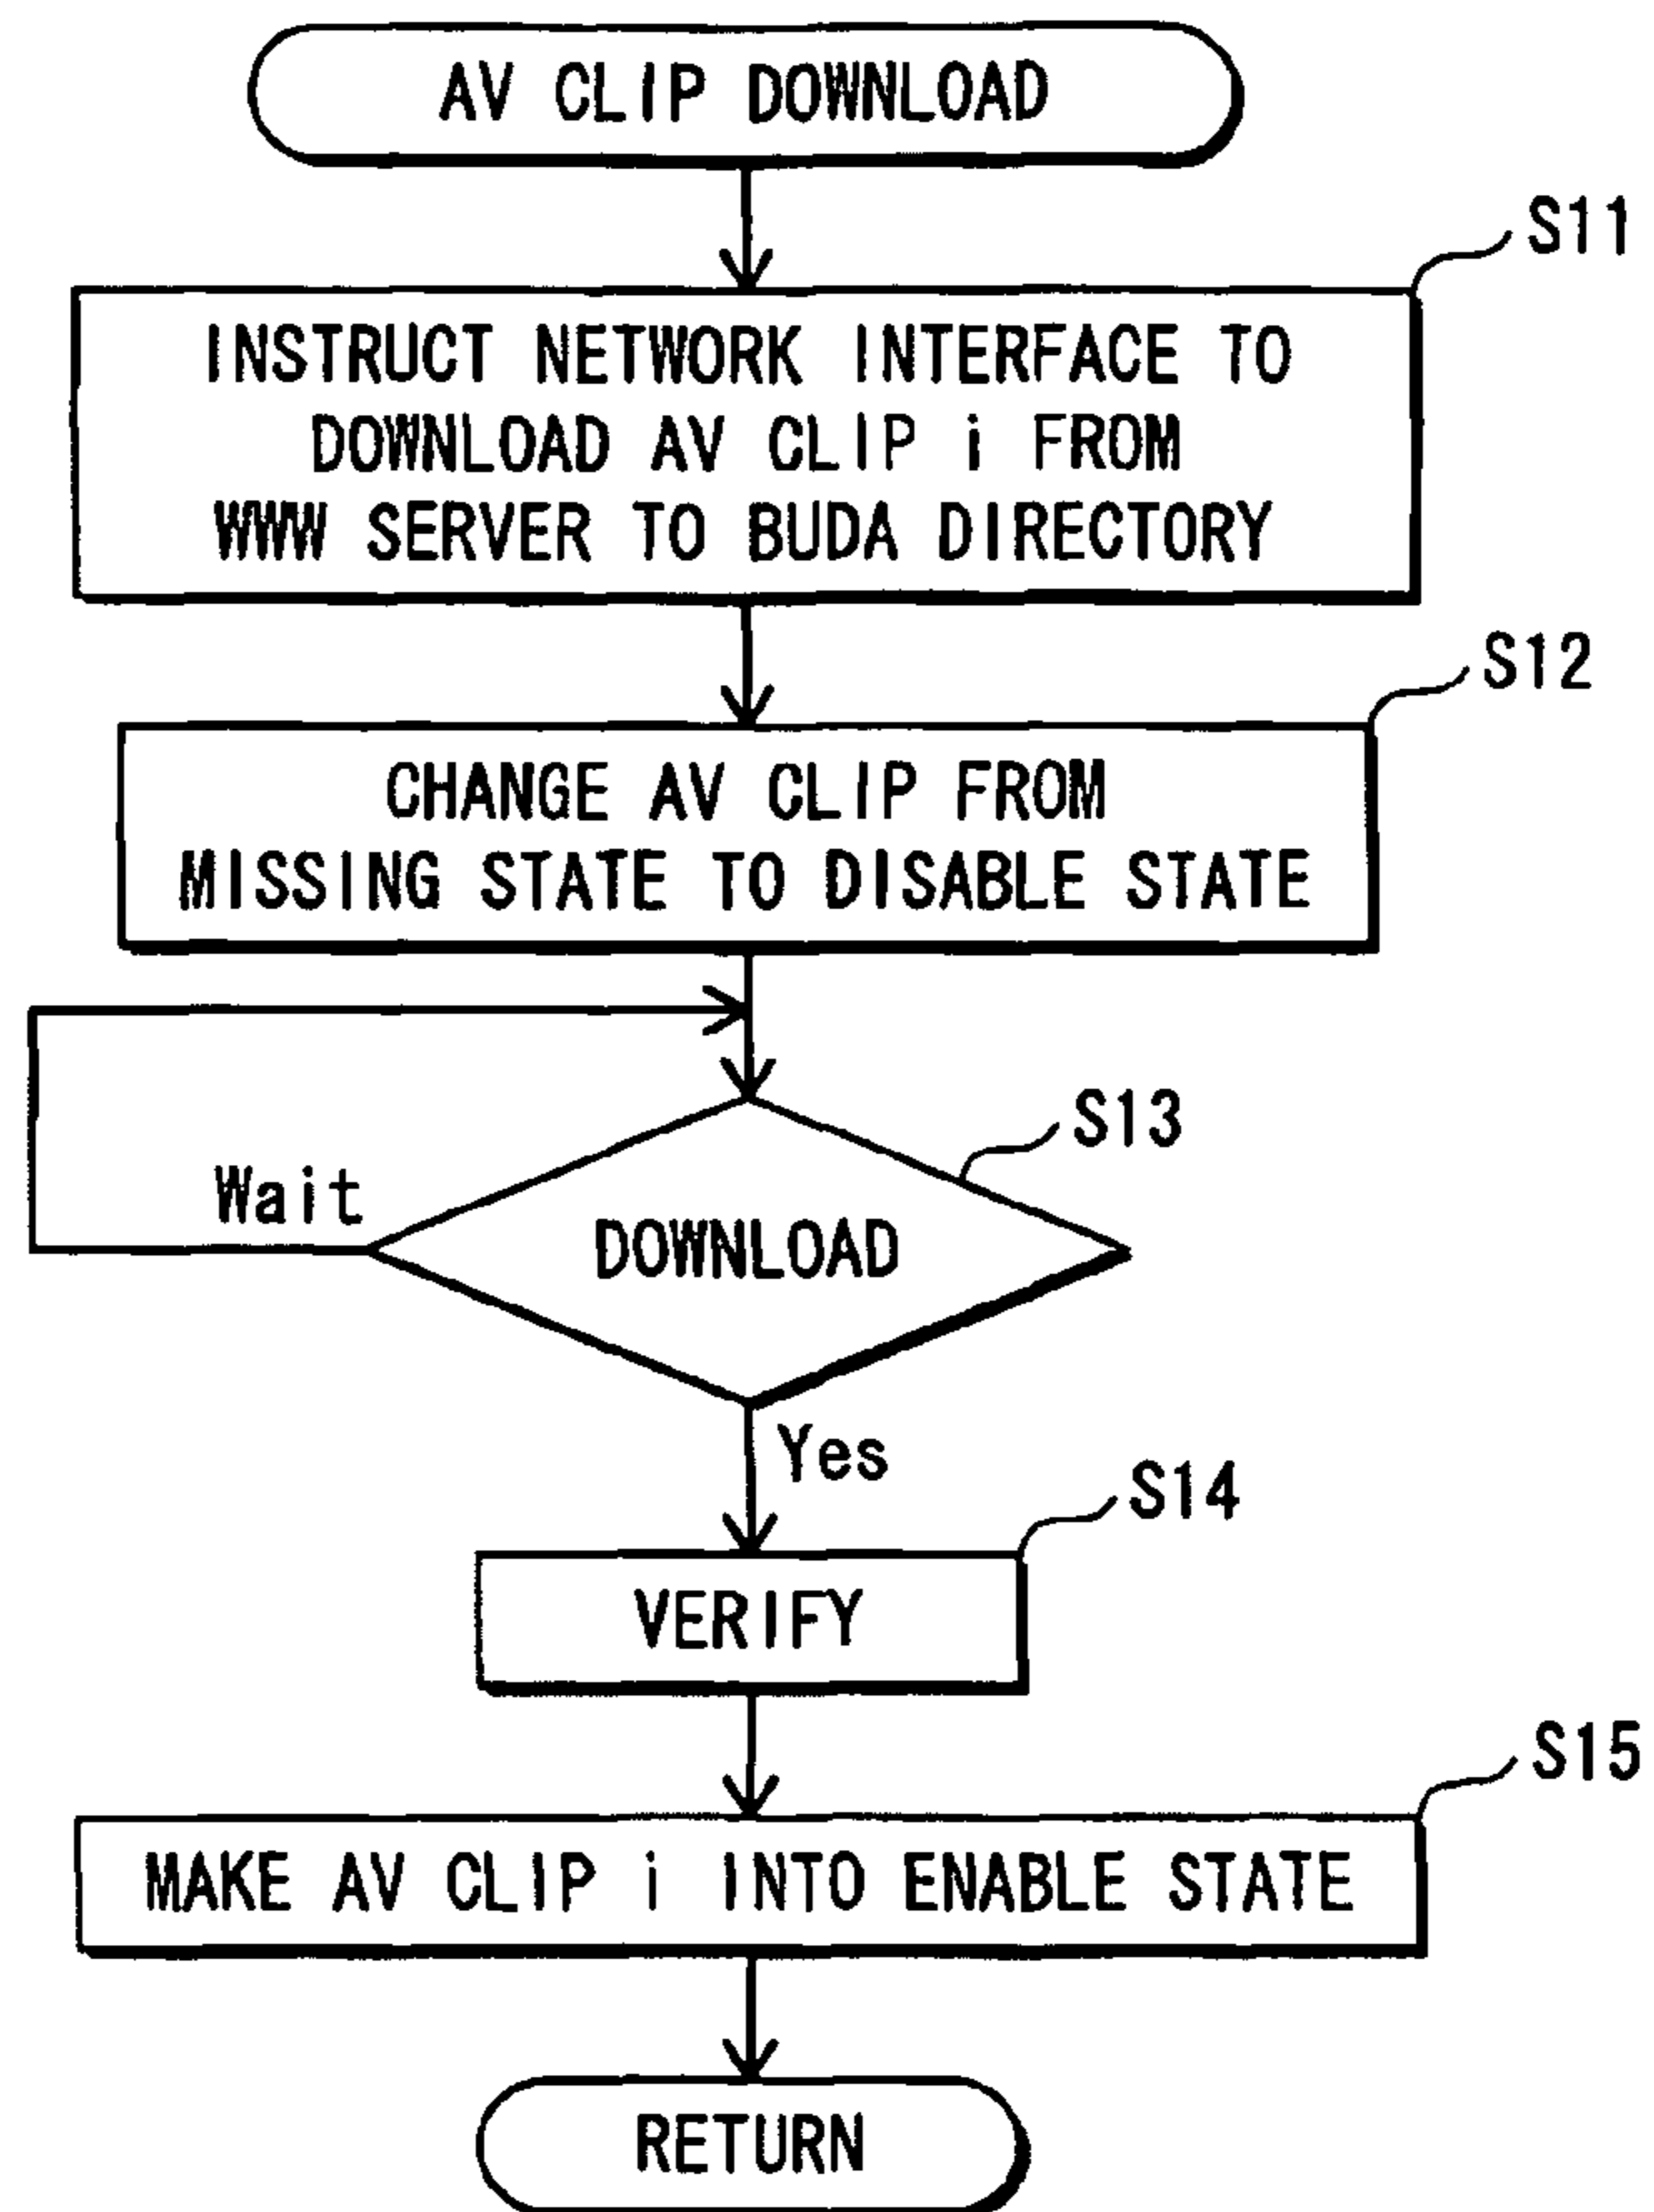 AV CLIP DOWNLOAD
S11
INSTRUCT NETWORK INTERFACE TO
DOWNLOAD AV CLIP i FROM
WWW SERVER TO BUDA DIRECTORY
S12
CHANGE AV CLIP FROM
MISSING STATE TO DISABLE STATE
S13
Wait
DOWNLOAD
Yes
S14
VERIFY
S15
MAKE AV CLIP i INTO ENABLE STATE
RETURN